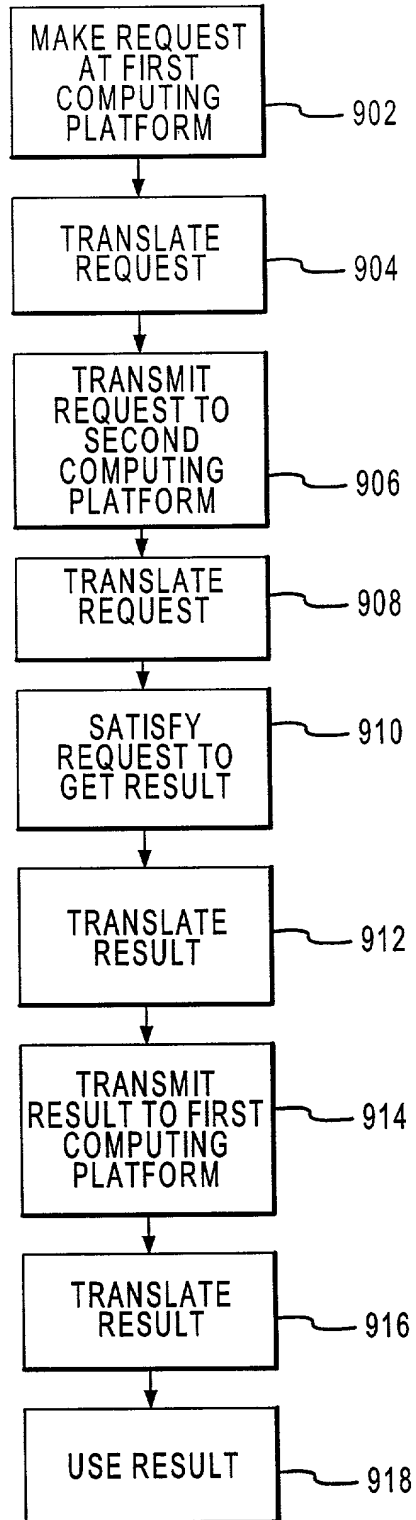 MAKE REQUEST
AT FIRST
COMPUTING
PLATFORM
902
TRANSLATE
REQUEST
904
TRANSMIT
REQUEST TO
SECOND
COMPUTING
PLATFORM
906
TRANSLATE
REQUEST
908
SATISFY
REQUEST TO
GET RESULT
910
TRANSLATE
RESULT
912
TRANSMIT
RESULT TO FIRST
COMPUTING
PLATFORM
914
TRANSLATE
RESULT
916
USE RESULT
918